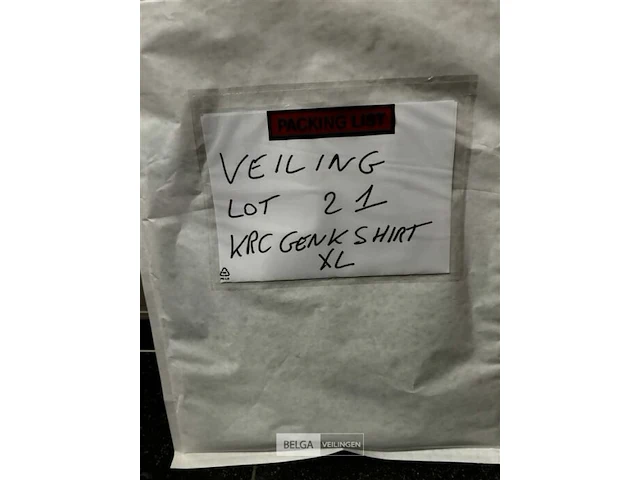 PACKING LIST
VEILING
LOT 21
KRC GENK SHIRT
XL
BELGA VEILINGEN